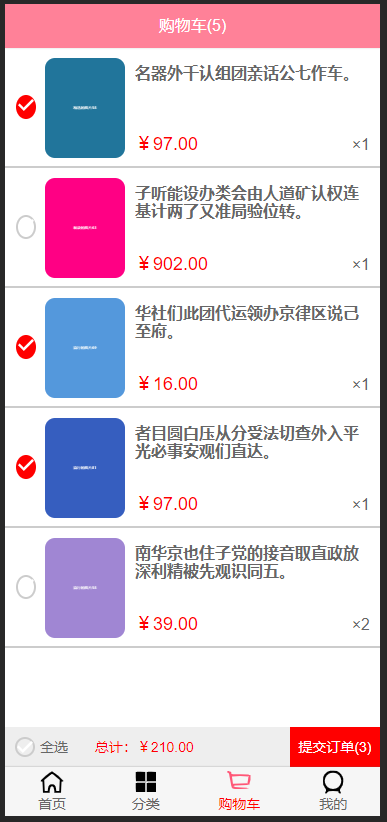 购物车(5)
名器外千认组团亲话公七作车。
￥97.00
×1
子听能设办类会由人道矿认权连
基计两了又准局验位转。
￥902.00
×1
华社们此团代运领办京律区说己
至府。
￥16.00
×1
者目圆白压从分受法切查外入平
光必事安观们直达。
￥97.00
×1
南华京也住子党的接音取直政放
深利精被先观识同五。
￥39.00
×2
全选
总计：￥210.00
提交订单(3)
首页
分类
购物车
我的